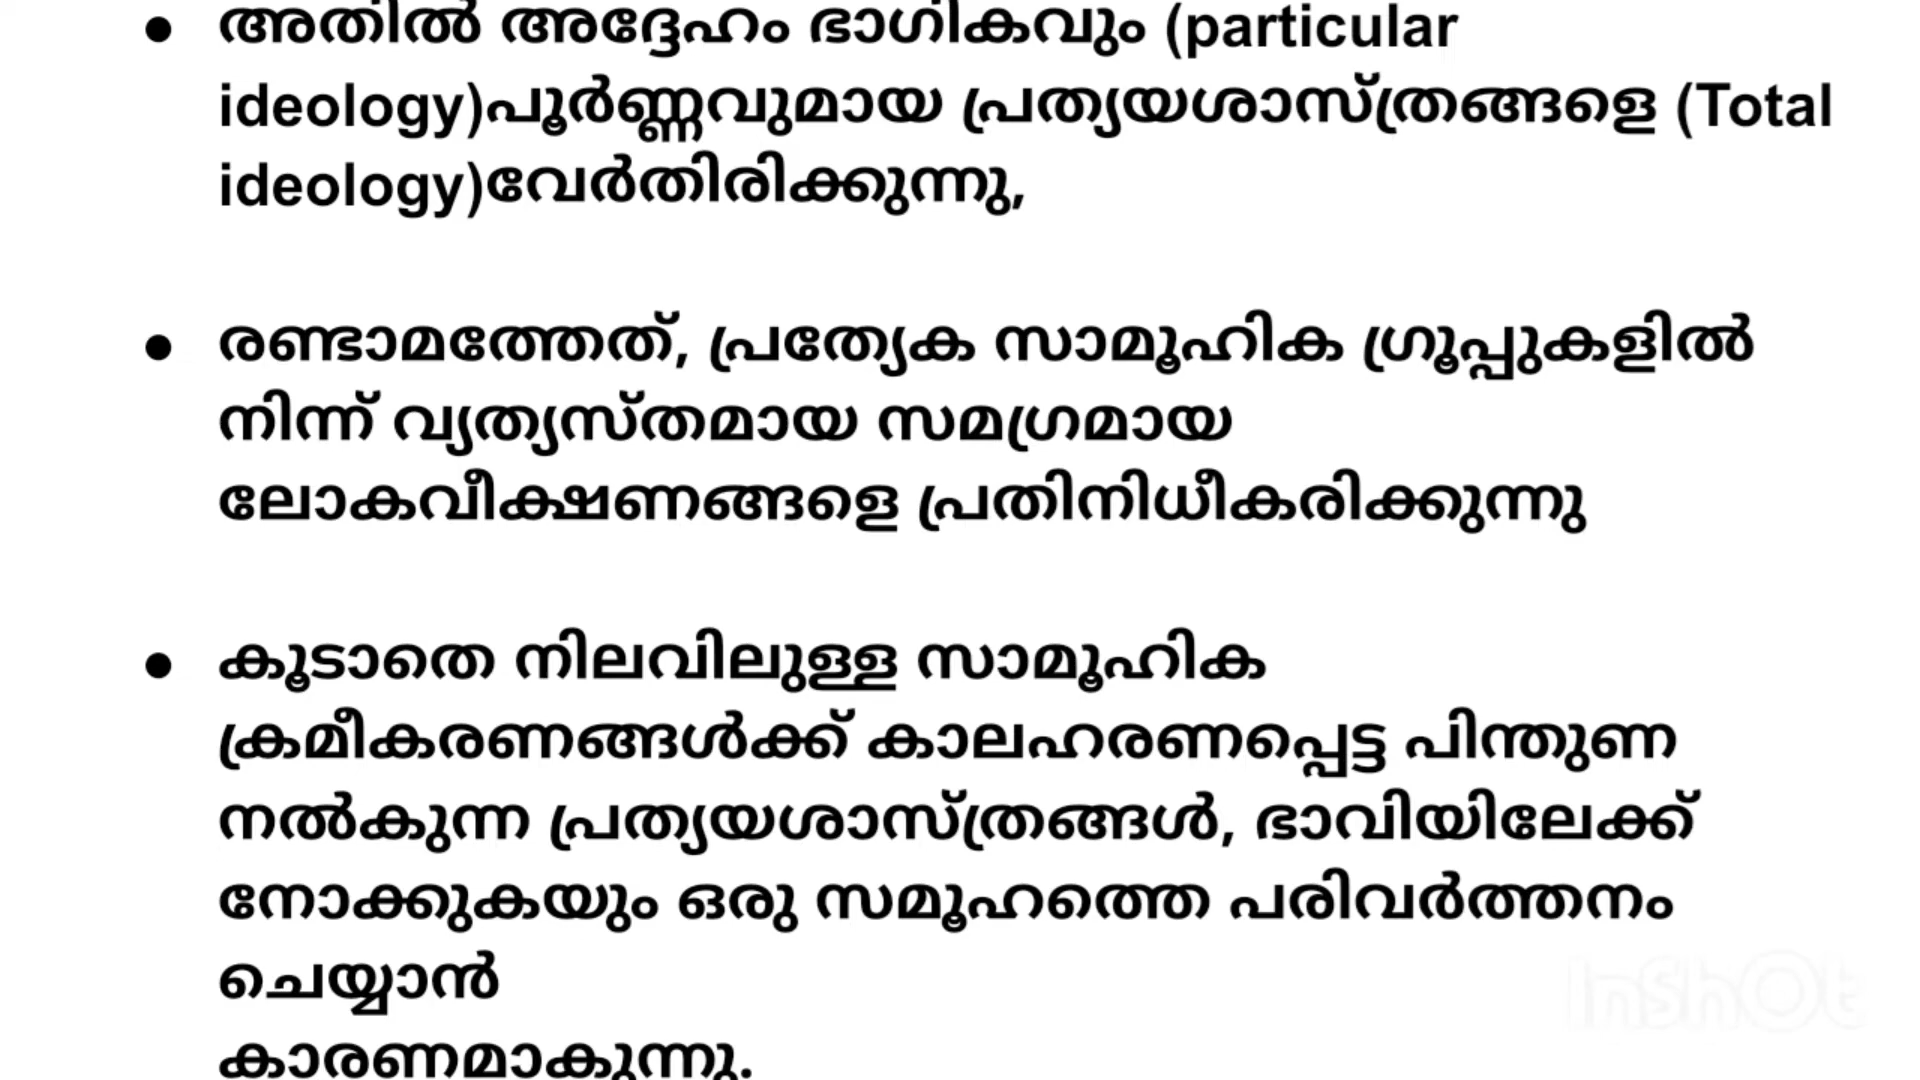 ● അതിൽ അദ്ദേഹം ഭാഗികവും (particular
ideology)പൂർണ്ണവുമായ പ്രത്യയശാസ്ത്രങ്ങളെ (Total
ideology)വേർതിരിക്കുന്നു,
● രണ്ടാമത്തേത്, പ്രത്യേക സാമൂഹിക ഗ്രൂപ്പുകളിൽ
നിന്ന് വ്യത്യസ്തമായ സമഗ്രമായ
ലോകവീക്ഷണങ്ങളെ പ്രതിനിധീകരിക്കുന്നു
● കൂടാതെ നിലവിലുള്ള സാമൂഹിക
ക്രമീകരണങ്ങൾക്ക് കാലഹരണപ്പെട്ട പിന്തുണ
നൽകുന്ന പ്രത്യയശാസ്ത്രങ്ങൾ, ഭാവിയിലേക്ക്
നോക്കുകയും ഒരു സമൂഹത്തെ പരിവർത്തനം
ചെയ്യാൻ
കാരണമാകുന്നു.
InShOt